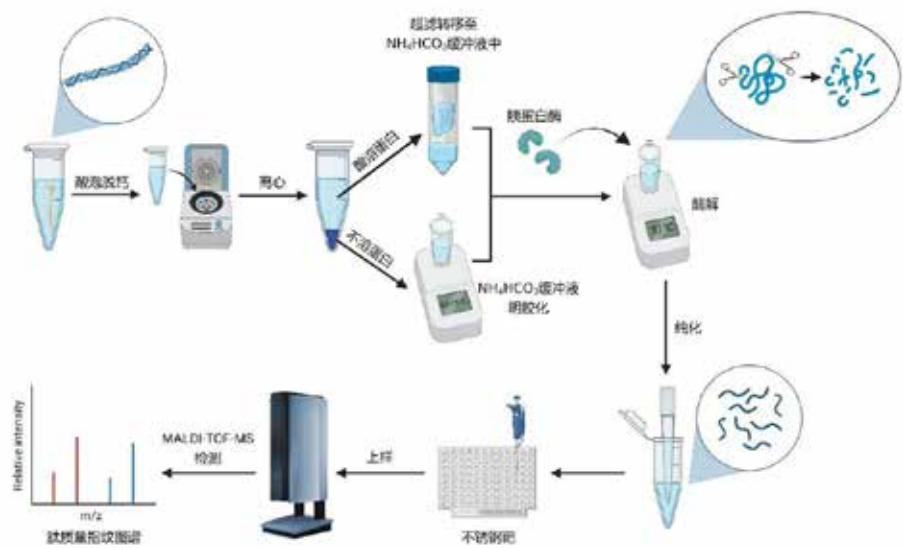 超滤转移至
NH₄HCO₃缓冲液中
胰蛋白酶
酸泡脱钙
离心
酸溶蛋白
不溶蛋白
酶解
NH₄HCO₃缓冲液
明胶化
纯化
Relative intensity
MALDI-TOF-MS
检测
上样
m/z
肽质量指纹图谱
不锈钢靶